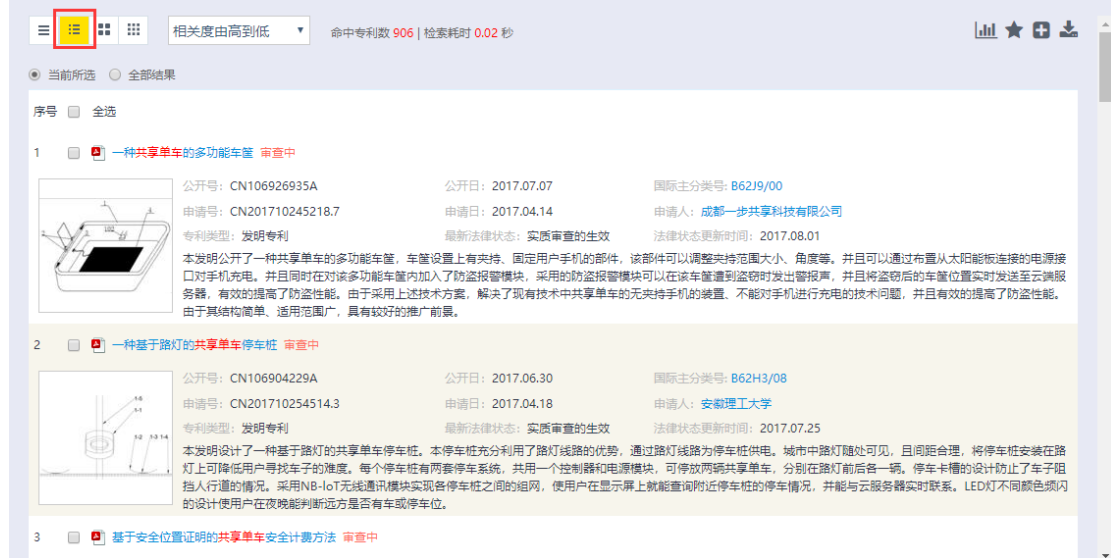 相关度由高到低 命中专利数 906 | 检索耗时 0.02 秒
当前所选 全部结果
序号 全选
1 一种共享单车的多功能车筐 审查中
公开号: CN106926935A 公开日: 2017.07.07 国际主分类号: B62J9/00
申请号: CN201710245218.7 申请日: 2017.04.14 申请人: 成都一步共享科技有限公司
专利类型: 发明专利 最新法律状态: 实质审查的生效 法律状态更新时间: 2017.08.01
本发明公开了一种共享单车的多功能车筐，车筐设置上有夹持、固定用户手机的部件，该部件可以调整夹持范围大小、角度等。并且可以通过布置从太阳能板连接的电源接
口对手机充电。并且同时在对该多功能车筐内加入了防盗报警模块，采用的防盗报警模块可以在该车筐遭到盗窃时发出警报声，并且将盗窃后的车筐位置实时发送至云端服
务器，有效的提高了防盗性能。由于采用上述技术方案，解决了现有技术中共享单车的无夹持手机的装置、不能对手机进行充电的技术问题，并且有效的提高了防盗性能。
由于其结构简单、适用范围广，具有较好的推广前景。
1
4
102
3
2
2 一种基于路灯的共享单车停车桩 审查中
公开号: CN106904229A 公开日: 2017.06.30 国际主分类号: B62H3/08
申请号: CN201710254514.3 申请日: 2017.04.18 申请人: 安徽理工大学
专利类型: 发明专利 最新法律状态: 实质审查的生效 法律状态更新时间: 2017.07.25
本发明设计了一种基于路灯的共享单车停车桩。本停车桩充分利用了路灯线路的优势，通过路灯线路为停车桩供电。城市中路灯随处可见，且间距合理，将停车桩安装在路
灯上可降低用户寻找车子的难度。每个停车桩有两套停车系统，共用一个控制器和电源模块，可停放两辆共享单车，分别在路灯前后各一辆。停车卡槽的设计防止了车子阻
挡人行道的情况。采用NB-IoT无线通讯模块实现各停车桩之间的组网，使用户在显示屏上就能查询附近停车桩的停车情况，并能与云服务器实时联系。LED灯不同颜色频闪
的设计使用户在夜晚能判断远方是否有车或停车位。
1-5
1-1
1-2 1-3 1-4
3 基于安全位置证明的共享单车安全计费方法 审查中